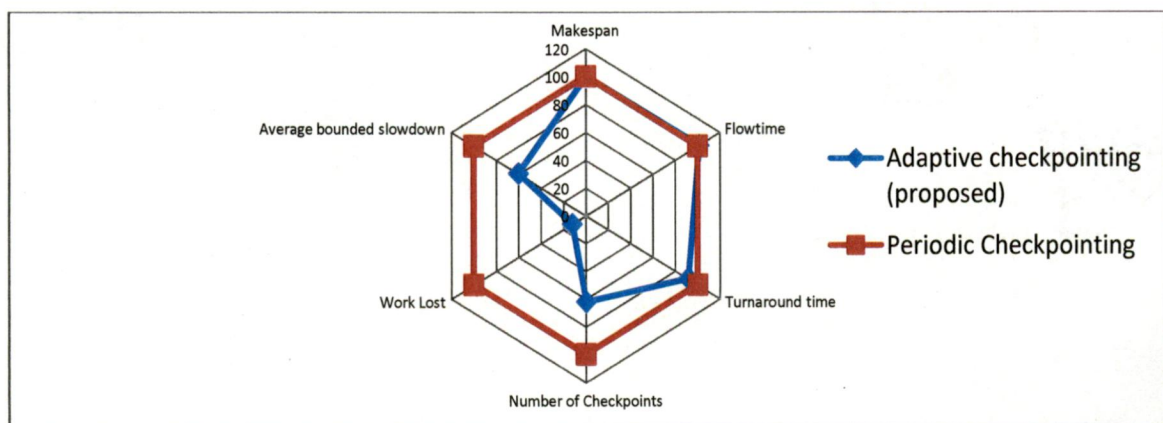 Makespan
120
100
80
60
40
20
0
Average bounded slowdown
Flowtime
Work Lost
Turnaround time
Number of Checkpoints
Adaptive checkpointing
(proposed)
Periodic Checkpointing